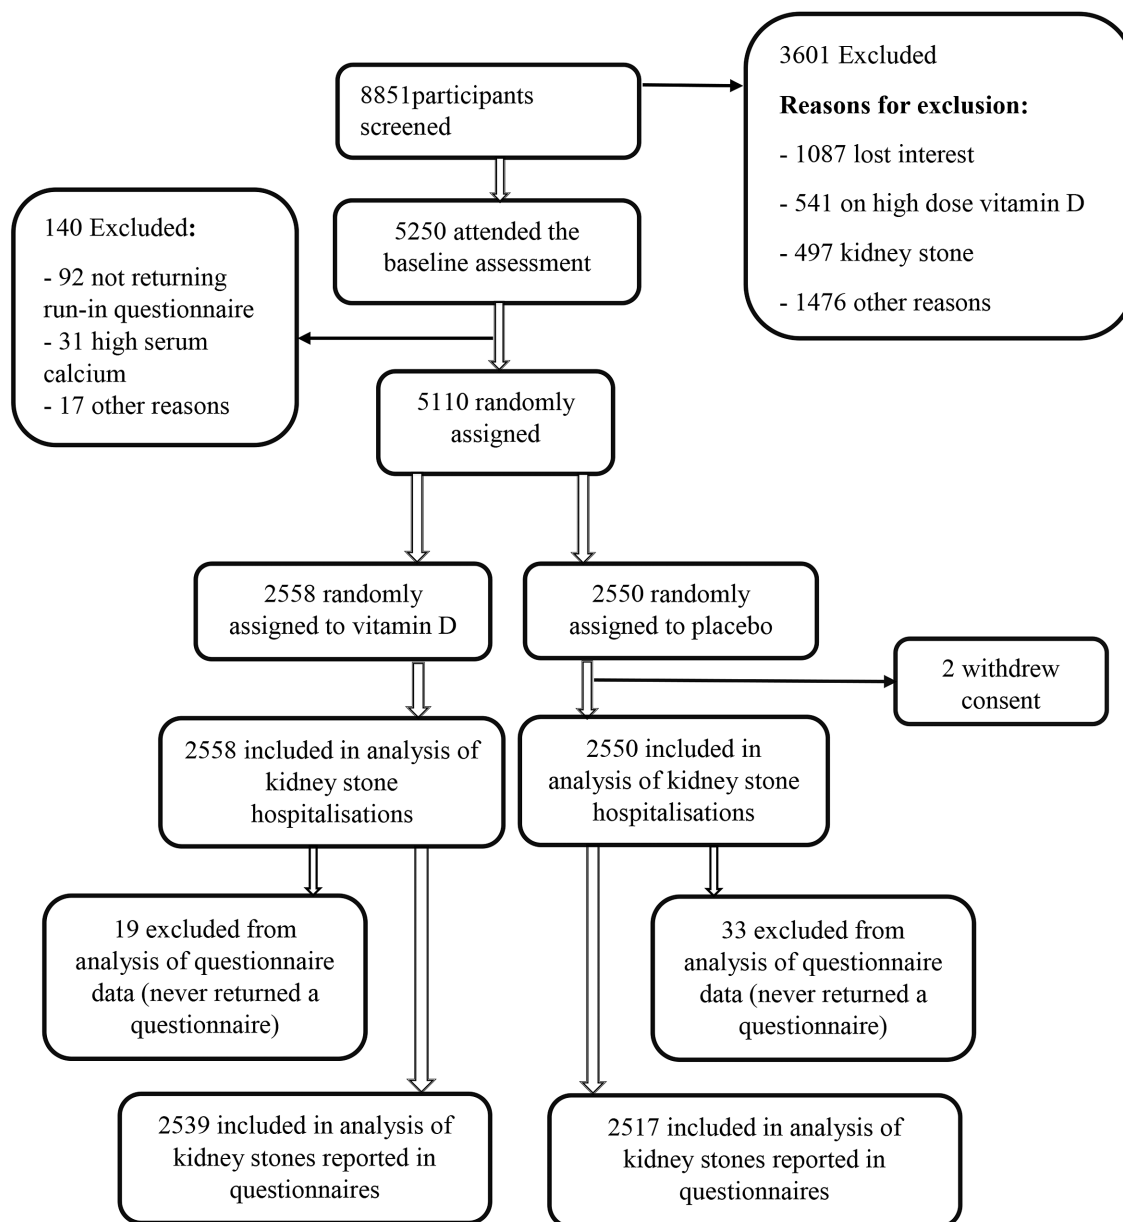 8851participants
screened
3601 Excluded
Reasons for exclusion:
- 1087 lost interest
- 541 on high dose vitamin D
- 497 kidney stone
- 1476 other reasons
5250 attended the
baseline assessment
140 Excluded:
- 92 not returning
run-in questionnaire
- 31 high serum
calcium
- 17 other reasons
5110 randomly
assigned
2558 randomly
assigned to vitamin D
2550 randomly
assigned to placebo
2 withdrew
consent
2558 included in analysis of
kidney stone
hospitalisations
2550 included in
analysis of kidney stone
hospitalisations
19 excluded from
analysis of questionnaire
data (never returned a
questionnaire)
33 excluded from
analysis of questionnaire
data (never returned a
questionnaire)
2539 included in analysis of
kidney stones reported in
questionnaires
2517 included in analysis of
kidney stones reported in
questionnaires